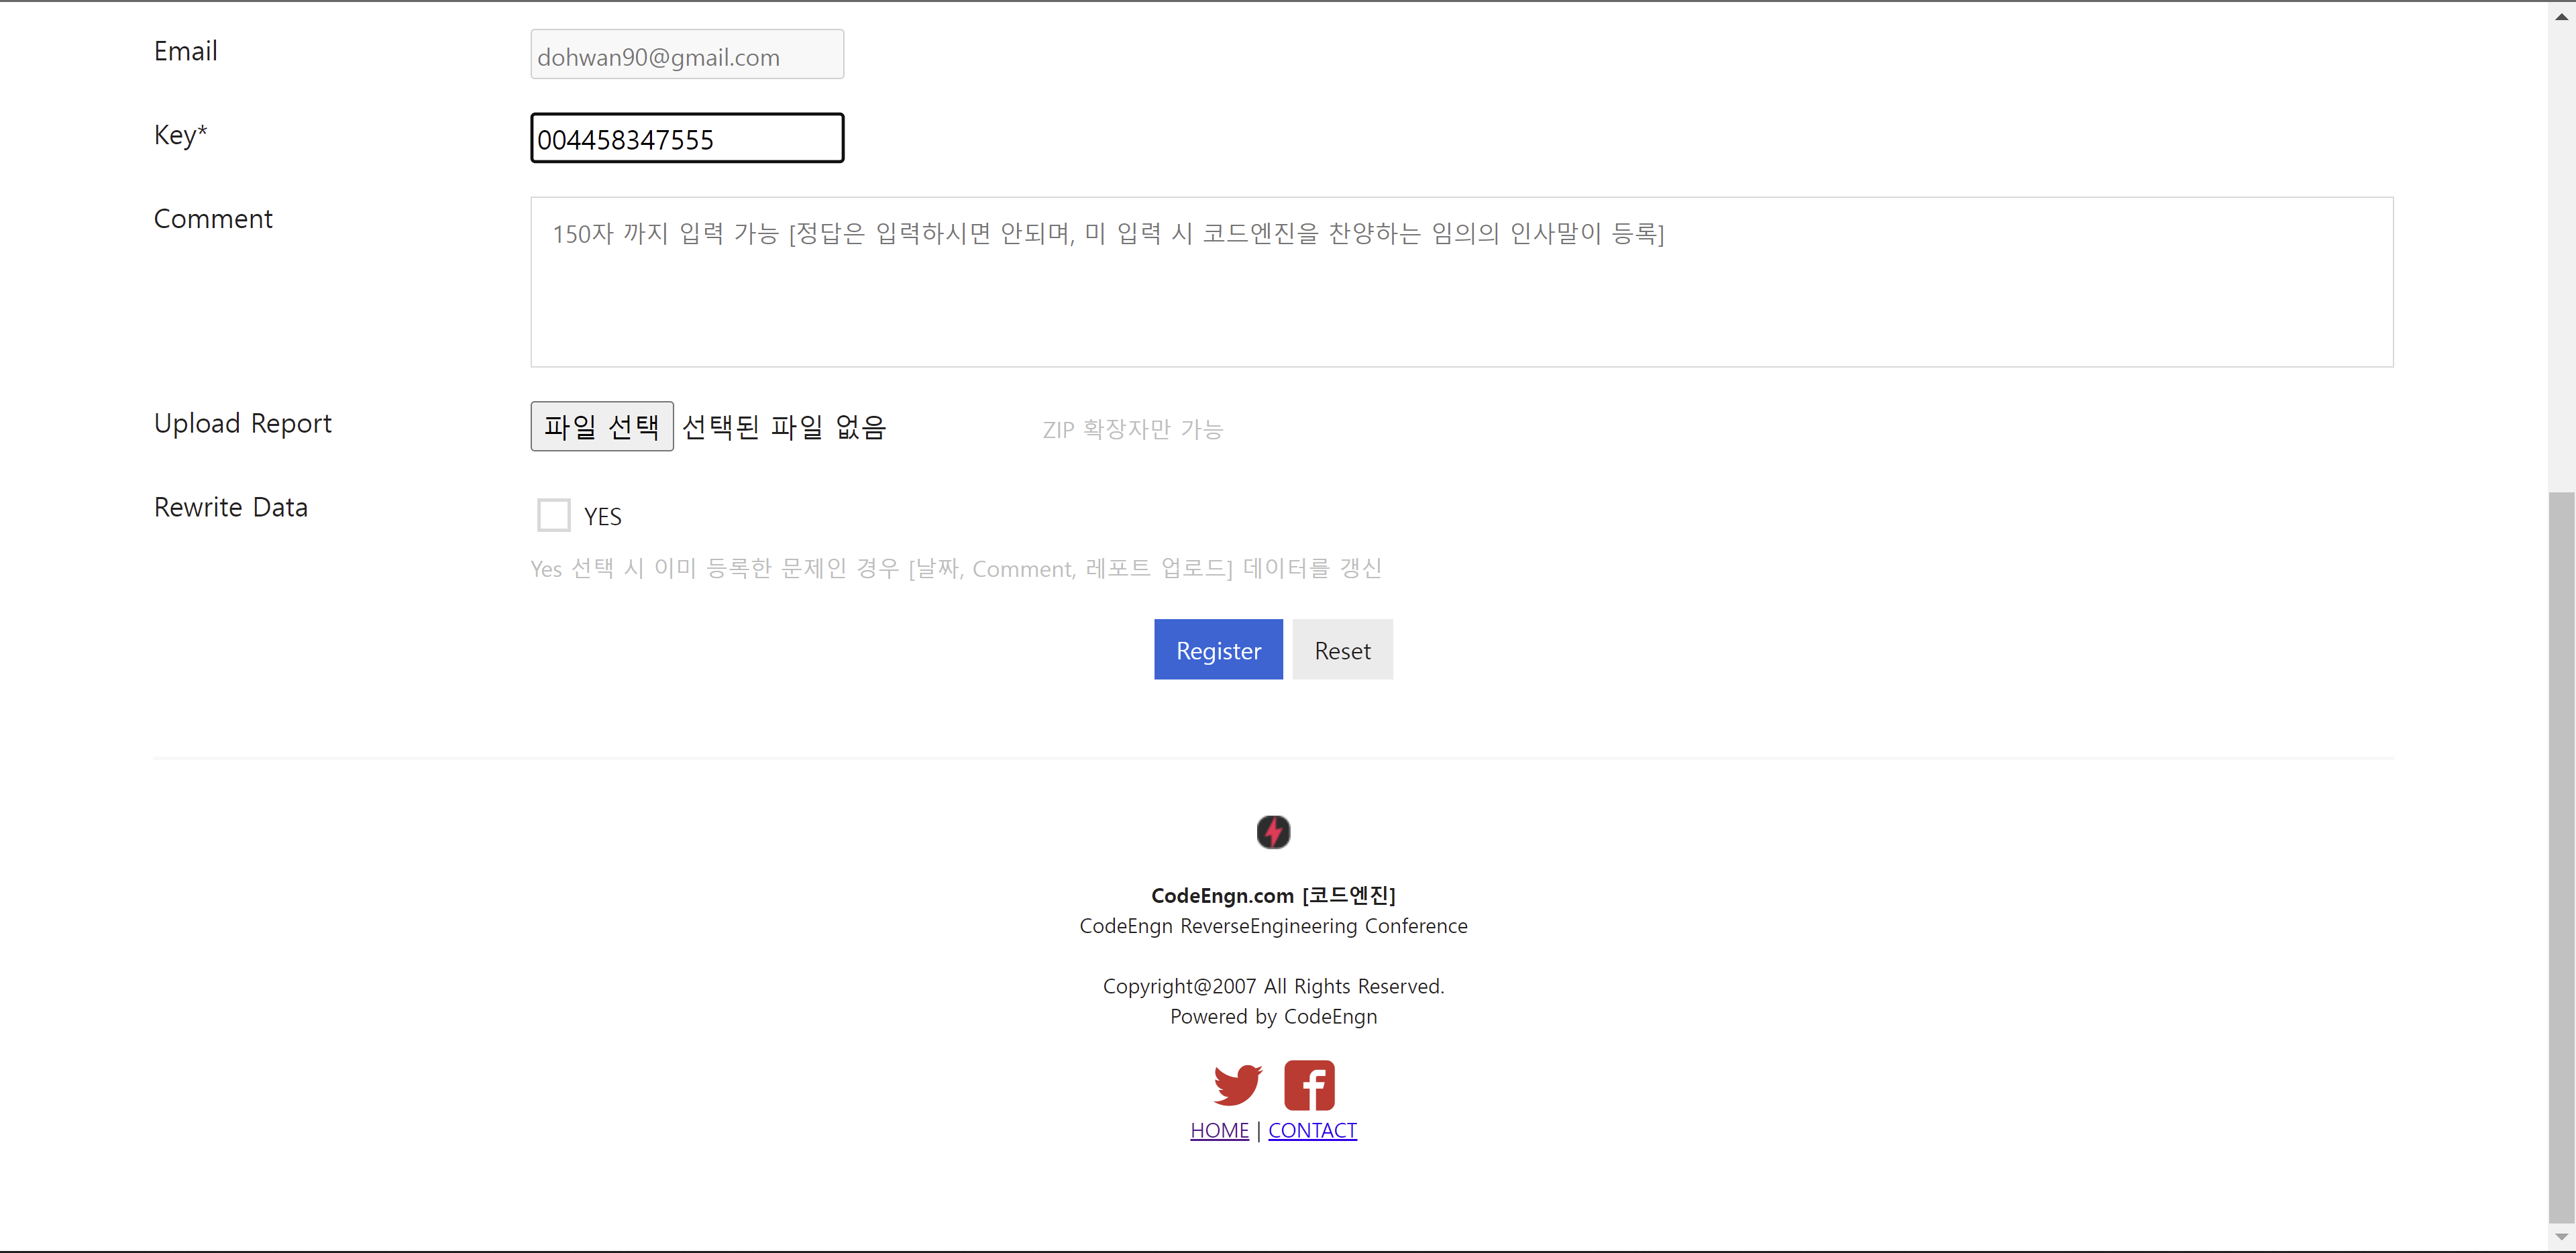 Email
dohwan90@gmail.com
Key*
004458347555
Comment
150자 까지 입력 가능 [정답은 입력하시면 안되며, 미 입력 시 코드엔진을 찬양하는 임의의 인사말이 등록]
Upload Report
파일 선택 선택된 파일 없음 ZIP 확장자만 가능
Rewrite Data
YES
Yes 선택 시 이미 등록한 문제인 경우 [날짜, Comment, 레포트 업로드] 데이터를 갱신
Register Reset
CodeEngn.com [코드엔진]
CodeEngn ReverseEngineering Conference
Copyright@2007 All Rights Reserved.
Powered by CodeEngn
HOME | CONTACT